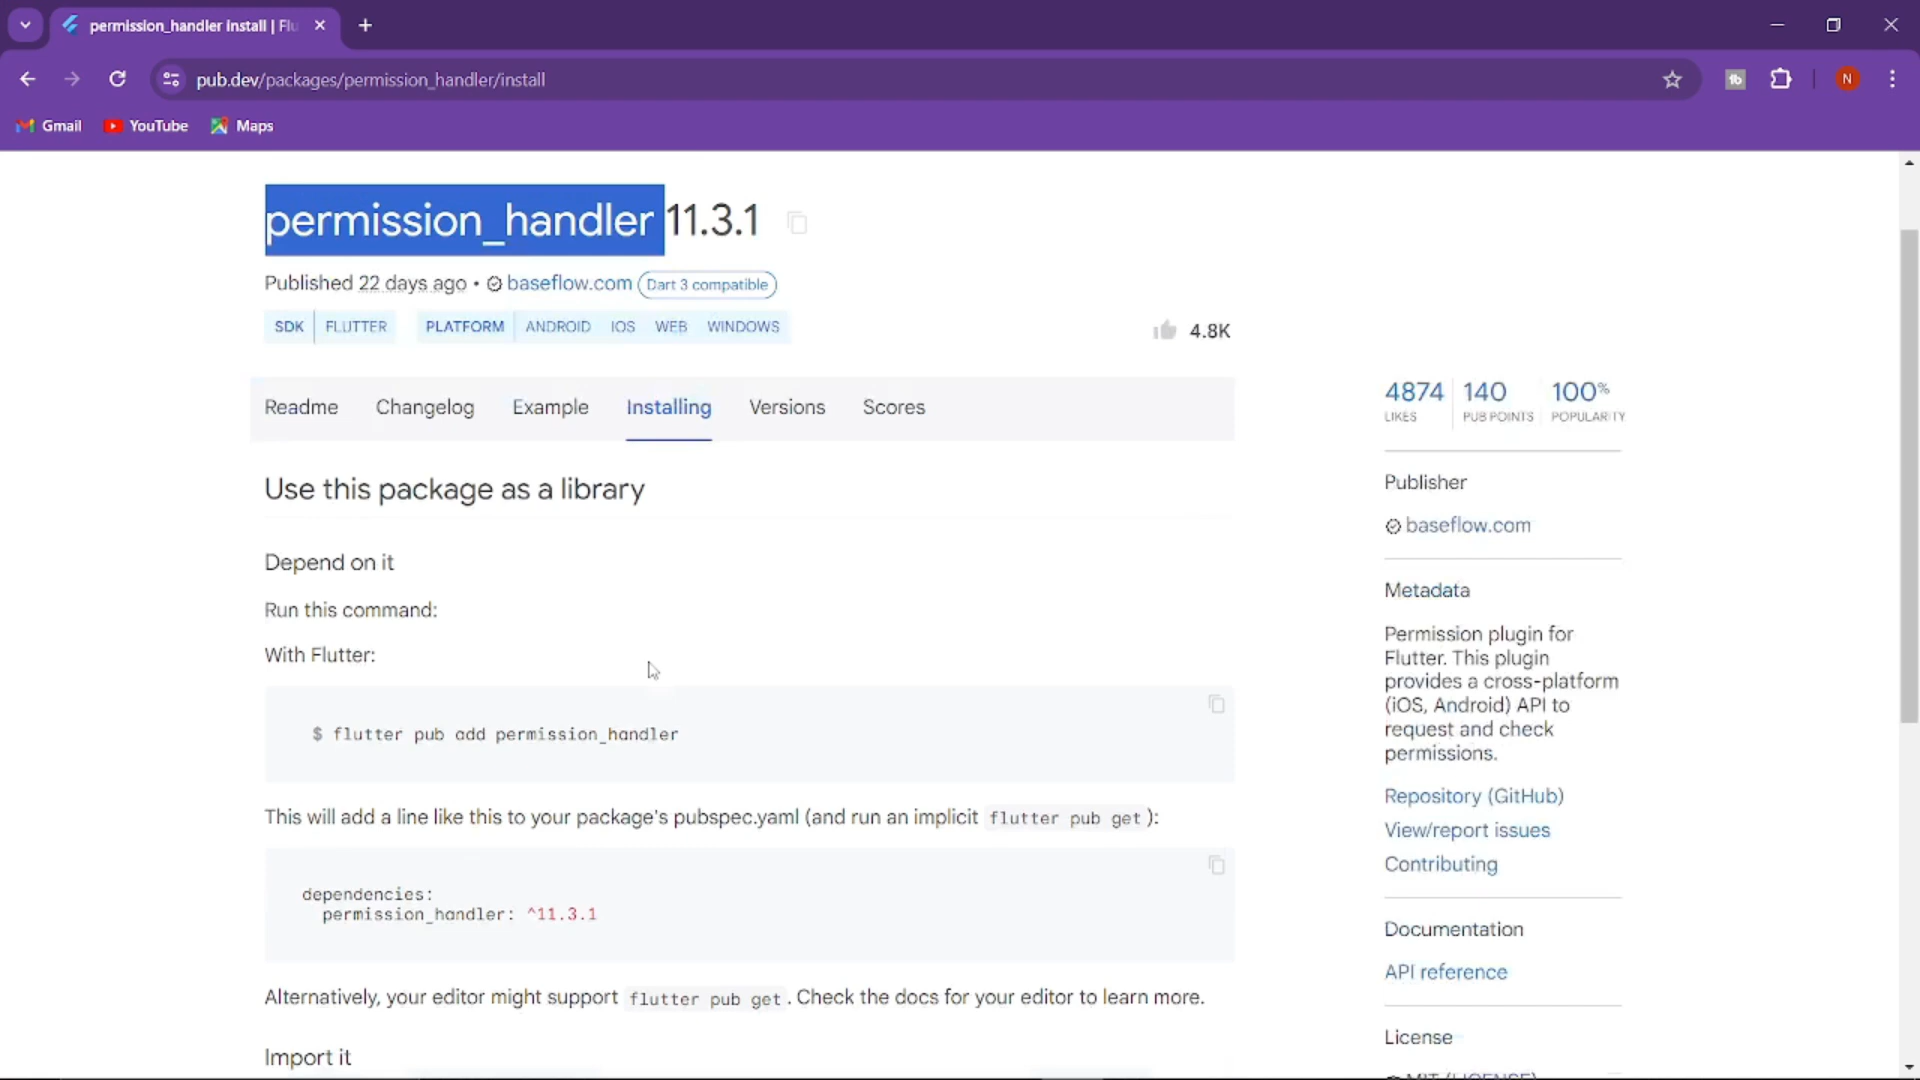 permission_handler install | Flu
pub.dev/packages/permission_handler/install
N
Gmail YouTube Maps
permission_handler 11.3.1
Published 22 days ago • baseflow.com Dart 3 compatible
SDK FLUTTER PLATFORM ANDROID IOS WEB WINDOWS
4.8K
Readme Changelog Example Installing Versions Scores
4874 140 100%
LIKES PUB POINTS POPULARITY
Use this package as a library
Depend on it
Run this command:
With Flutter:
$ flutter pub add permission_handler
This will add a line like this to your package's pubspec.yaml (and run an implicit flutter pub get):
dependencies:
permission_handler: ^11.3.1
Alternatively, your editor might support flutter pub get. Check the docs for your editor to learn more.
Import it
Publisher
baseflow.com
Metadata
Permission plugin for
Flutter. This plugin
provides a cross-platform
(iOS, Android) API to
request and check
permissions.
Repository (GitHub)
View/report issues
Contributing
Documentation
API reference
License
MIT (LICENSE)